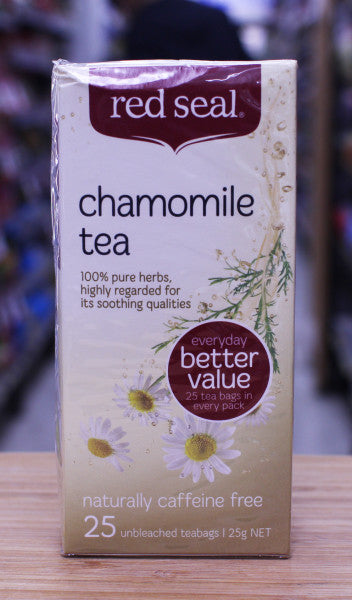 red seal®
chamomile
tea
100% pure herbs,
highly regarded for
its soothing qualities
everyday
better
value
25 tea bags in
every pack
naturally caffeine free
25 unbleached teabags | 25g NET